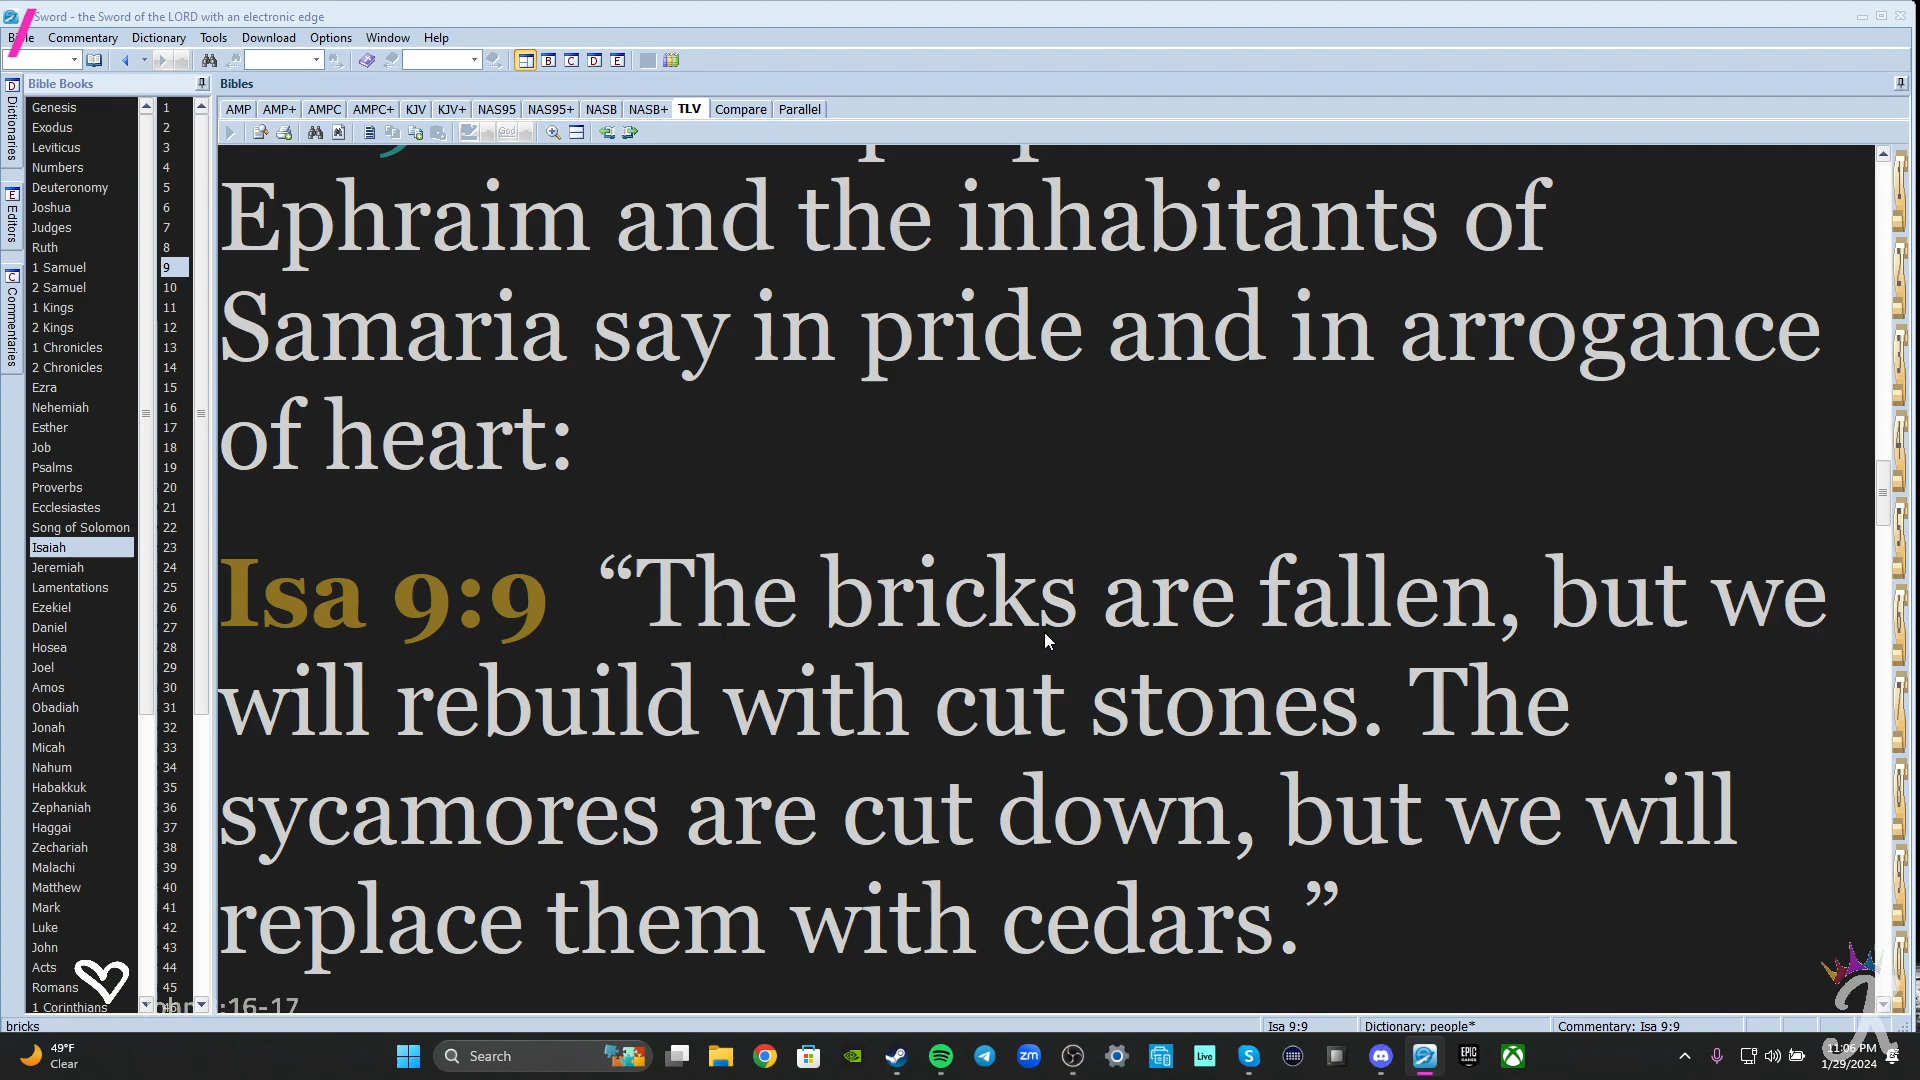 Sword - the Sword of the LORD with an electronic edge
Commentary Dictionary Tools Download Options Window Help
Bible Books
Bibles
AMP AMP+ AMPC AMPC+ KJV KJV+ NAS95 NAS95+ NASB NASB+ TLV Compare Parallel
Dictionaries
Editors
Commentaries
Genesis 1
Exodus 2
Leviticus 3
Numbers 4
Deuteronomy 5
Joshua 6
Judges 7
Ruth 8
1 Samuel 9
2 Samuel 10
1 Kings 11
2 Kings 12
1 Chronicles 13
2 Chronicles 14
Ezra 15
Nehemiah 16
Esther 17
Job 18
Psalms 19
Proverbs 20
Ecclesiastes 21
Song of Solomon 22
Isaiah 23
Jeremiah 24
Lamentations 25
Ezekiel 26
Daniel 27
Hosea 28
Joel 29
Amos 30
Obadiah 31
Jonah 32
Micah 33
Nahum 34
Habakkuk 35
Zephaniah 36
Haggai 37
Zechariah 38
Malachi 39
Matthew 40
Mark 41
Luke 42
John 43
Acts 44
Romans 45
1 Corinthians
:16-17
Ephraim and the inhabitants of
Samaria say in pride and in arrogance
of heart:
Isa 9:9 “The bricks are fallen, but we
will rebuild with cut stones. The
sycamores are cut down, but we will
replace them with cedars.”
bricks
Isa 9:9
Dictionary: people*
Commentary: Isa 9:9
49°F
Clear
Search
zm
Live
EPIC GAMES
11:06 PM
1/29/2024